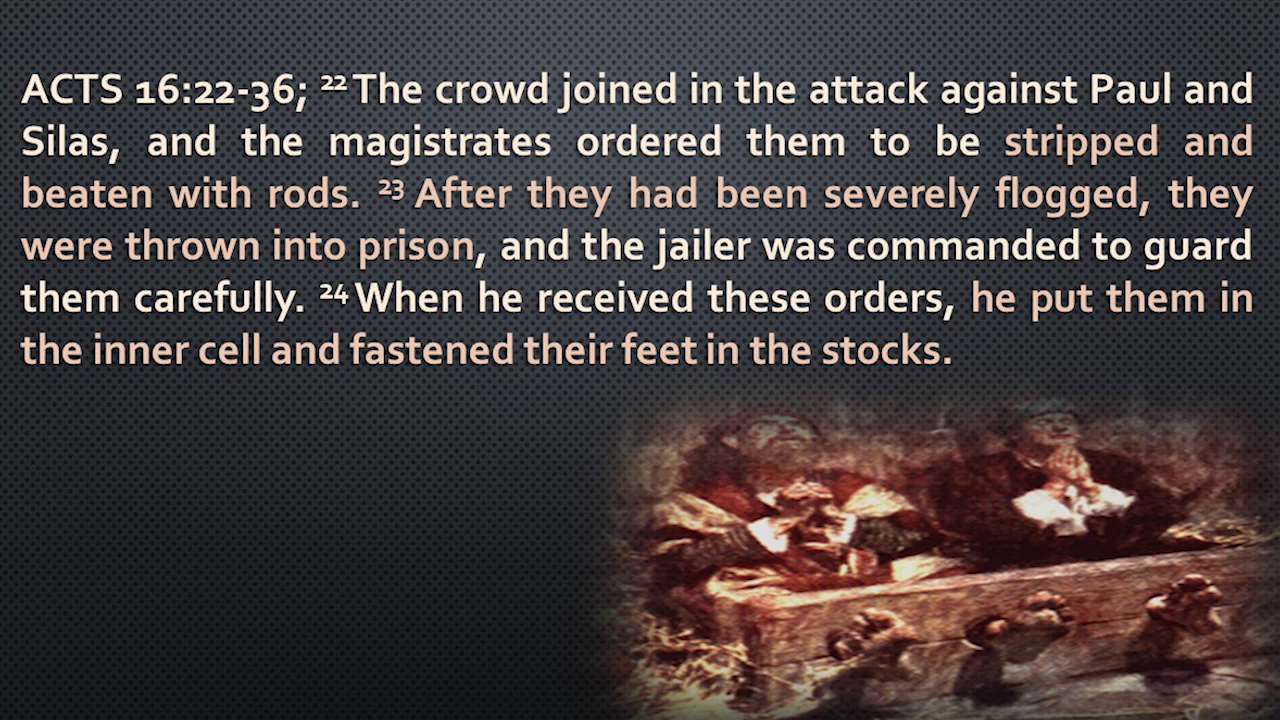 ACTS 16:22-36; ²²The crowd joined in the attack against Paul and
Silas, and the magistrates ordered them to be stripped and
beaten with rods. ²³ After they had been severely flogged, they
were thrown into prison, and the jailer was commanded to guard
them carefully. ²⁴When he received these orders, he put them in
the inner cell and fastened their feet in the stocks.